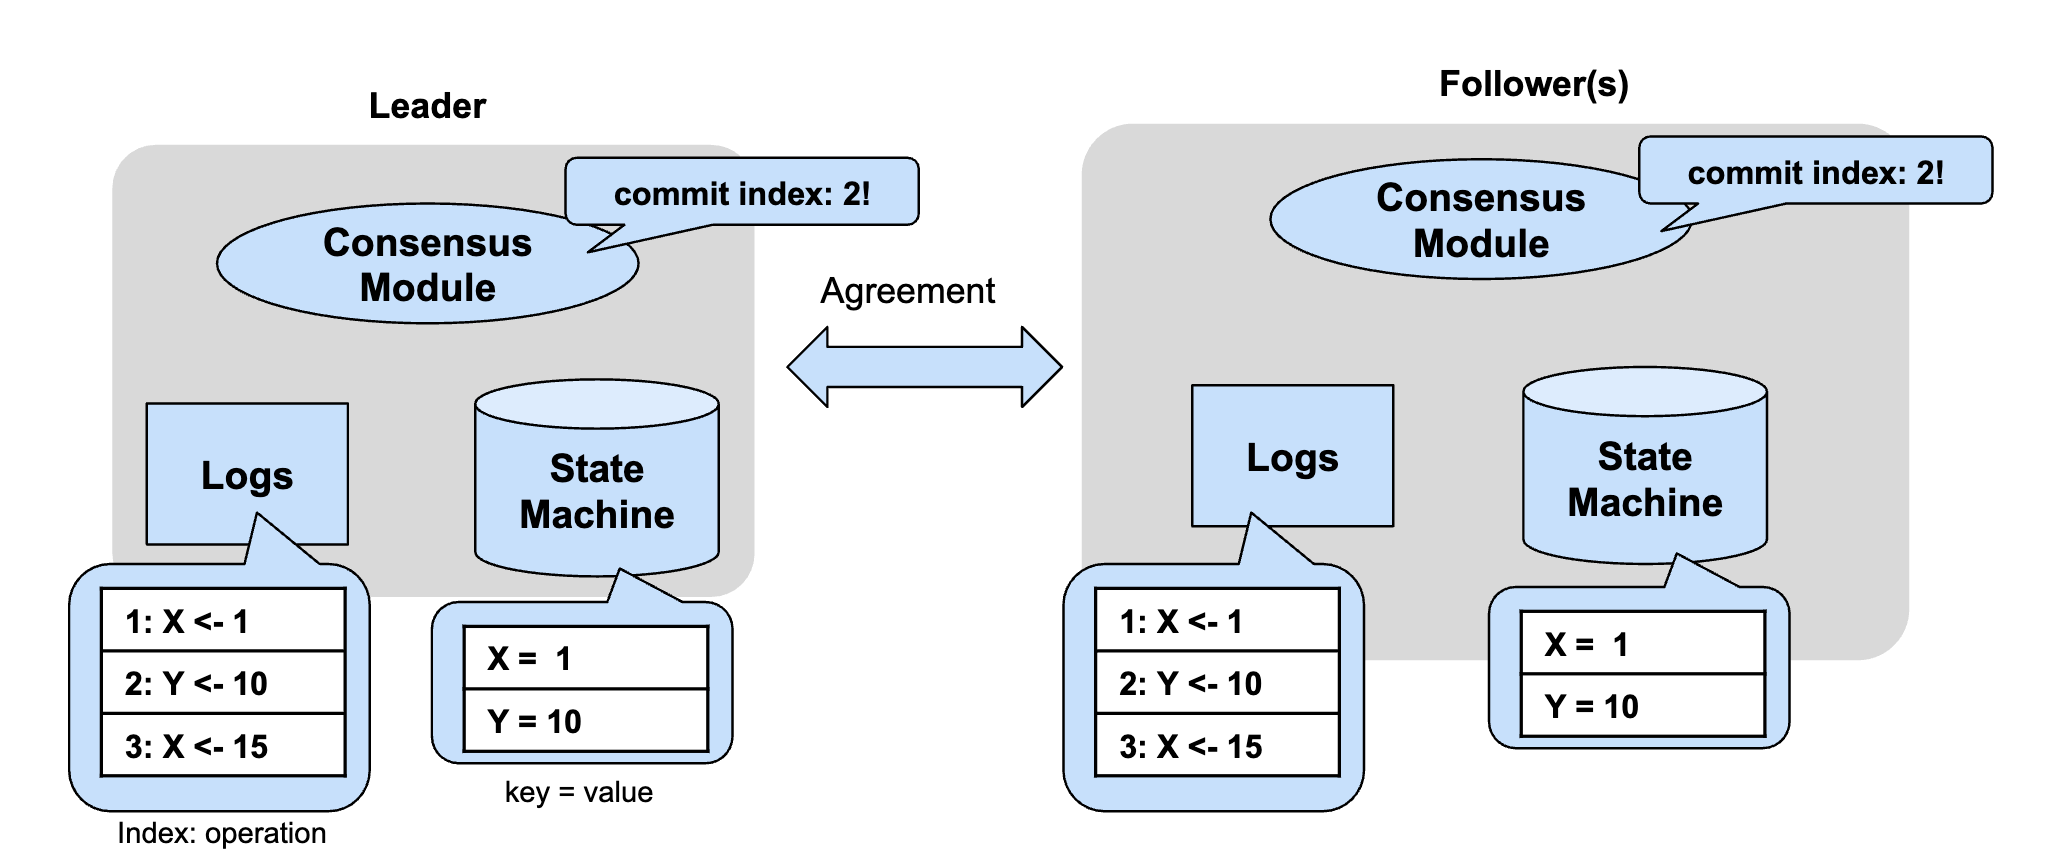 Leader
commit index: 2!
Consensus
Module
Logs
State
Machine
1: X <- 1
2: Y <- 10
3: X <- 15
Index: operation
X =  1
Y = 10
key = value
Agreement
Follower(s)
commit index: 2!
Consensus
Module
Logs
State
Machine
1: X <- 1
2: Y <- 10
3: X <- 15
X =  1
Y = 10